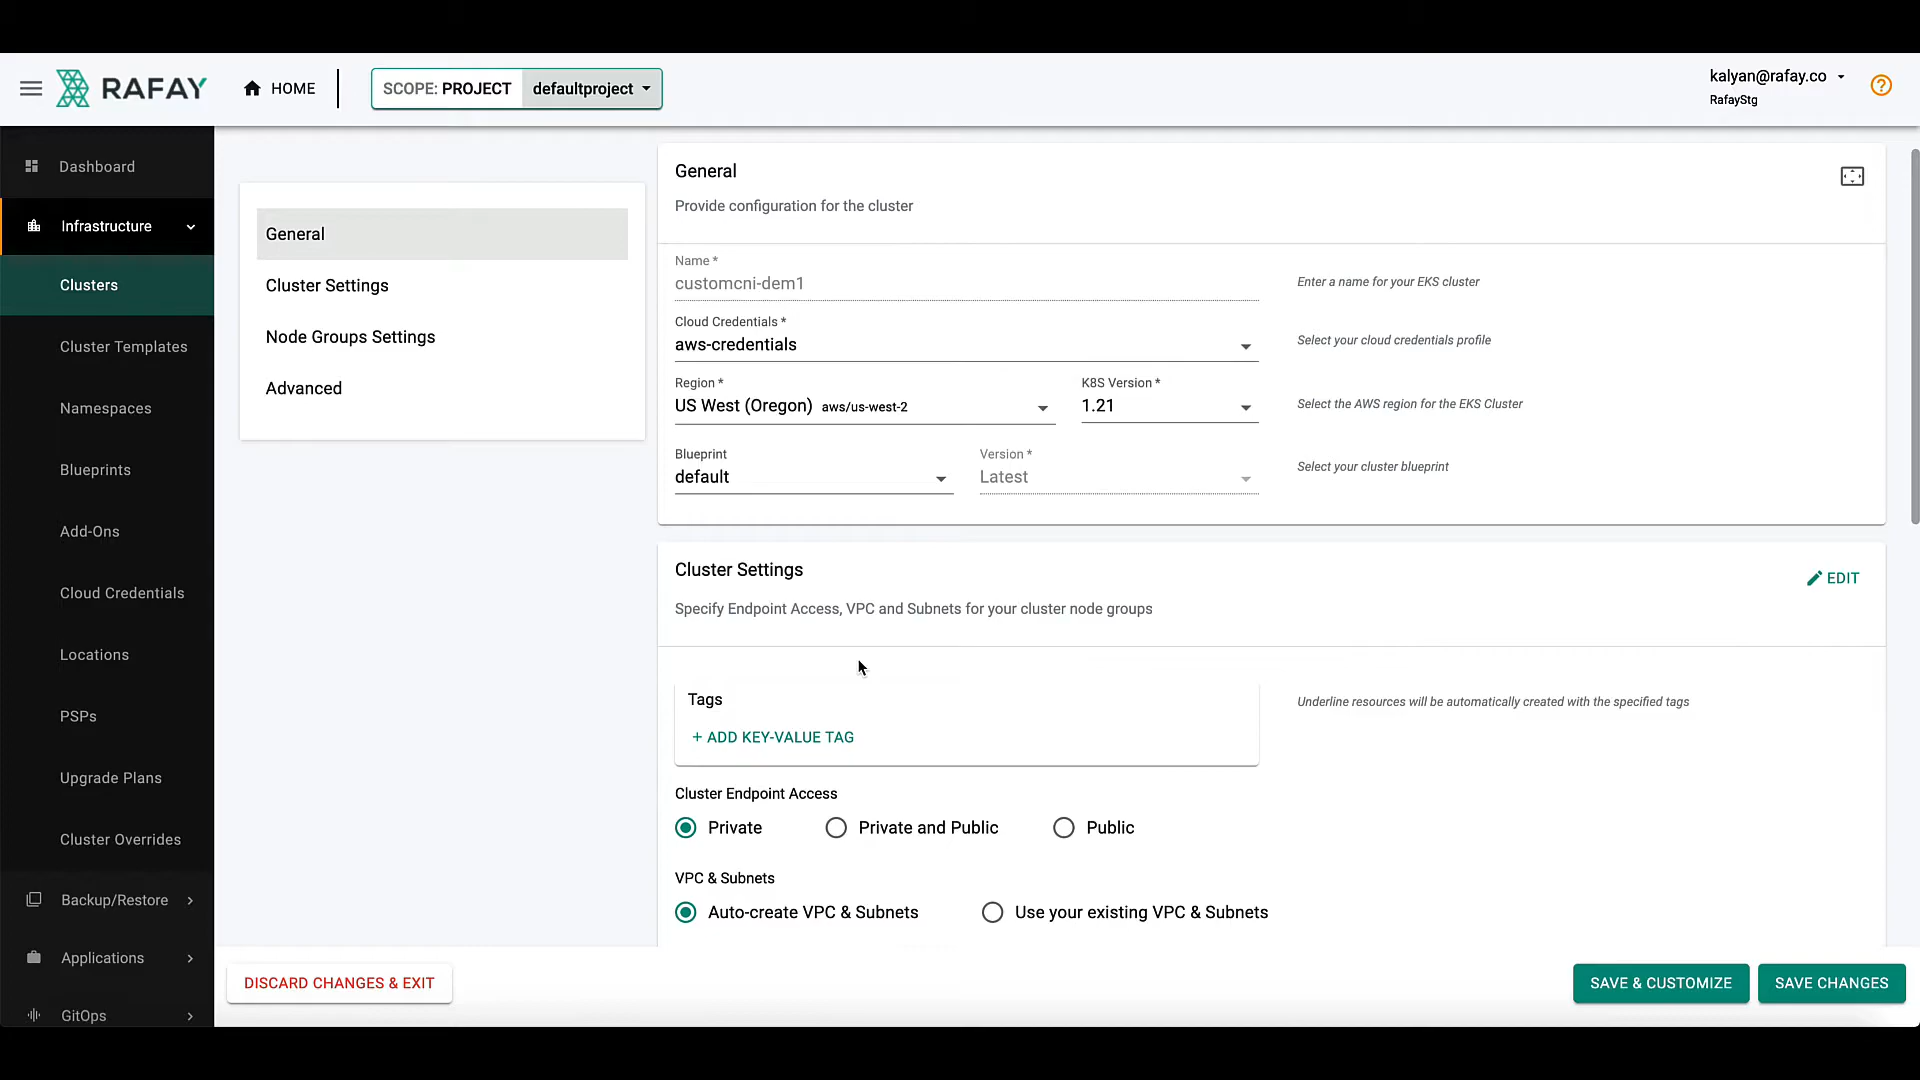 RAFAY
HOME
SCOPE: PROJECT defaultproject
kalyan@rafay.co
RafayStg
Dashboard
Infrastructure
Clusters
Cluster Templates
Namespaces
Blueprints
Add-Ons
Cloud Credentials
Locations
PSPs
Upgrade Plans
Cluster Overrides
Backup/Restore
Applications
GitOps
General
Cluster Settings
Node Groups Settings
Advanced
General
Provide configuration for the cluster
Name *
customcni-dem1
Enter a name for your EKS cluster
Cloud Credentials *
aws-credentials
Select your cloud credentials profile
Region * K8S Version *
US West (Oregon) aws/us-west-2 1.21
Select the AWS region for the EKS Cluster
Blueprint Version *
default Latest
Select your cluster blueprint
Cluster Settings
EDIT
Specify Endpoint Access, VPC and Subnets for your cluster node groups
Tags
Underline resources will be automatically created with the specified tags
+ ADD KEY-VALUE TAG
Cluster Endpoint Access
Private Private and Public Public
VPC & Subnets
Auto-create VPC & Subnets Use your existing VPC & Subnets
DISCARD CHANGES & EXIT
SAVE & CUSTOMIZE SAVE CHANGES